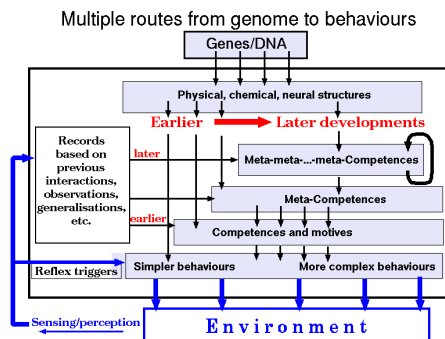 Multiple routes from genome to behaviours
Genes/DNA
Physical, chemical, neural structures
Earlier Later developments
Records
based on
previous
interactions,
observations,
generalisations,
etc.
later
Meta-meta-...-meta-Competences
Meta-Competences
earlier
Competences and motives
Reflex triggers
Simpler behaviours More complex behaviours
Sensing/perception
Environment